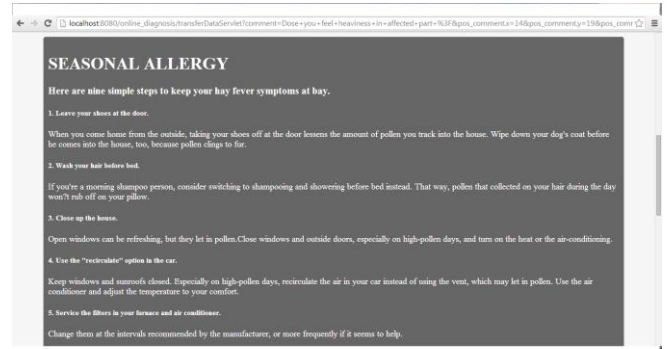 localhost:8080/online_diagnosis/transferDataServlet?comment=Dose+you+feel+heaviness+in+affected+part+%3F&pos_comment.x=14&pos_comment.y=19&pos_comr
SEASONAL ALLERGY
Here are nine simple steps to keep your hay fever symptoms at bay.
1. Leave your shoes at the door.
When you come home from the outside, taking your shoes off at the door lessens the amount of pollen you track into the house. Wipe down your dog's coat before
he comes into the house, too, because pollen clings to fur.
2. Wash your hair before bed.
If you're a morning shampoo person, consider switching to shampooing and showering before bed instead. That way, pollen that collected on your hair during the day
won?t rub off on your pillow.
3. Close up the house.
Open windows can be refreshing, but they let in pollen.Close windows and outside doors, especially on high-pollen days, and turn on the heat or the air-conditioning.
4. Use the "recirculate" option in the car.
Keep windows and sunroofs closed. Especially on high-pollen days, recirculate the air in your car instead of using the vent, which may let in pollen. Use the air
conditioner and adjust the temperature to your comfort.
5. Service the filters in your furnace and air conditioner.
Change them at the intervals recommended by the manufacturer, or more frequently if it seems to help.